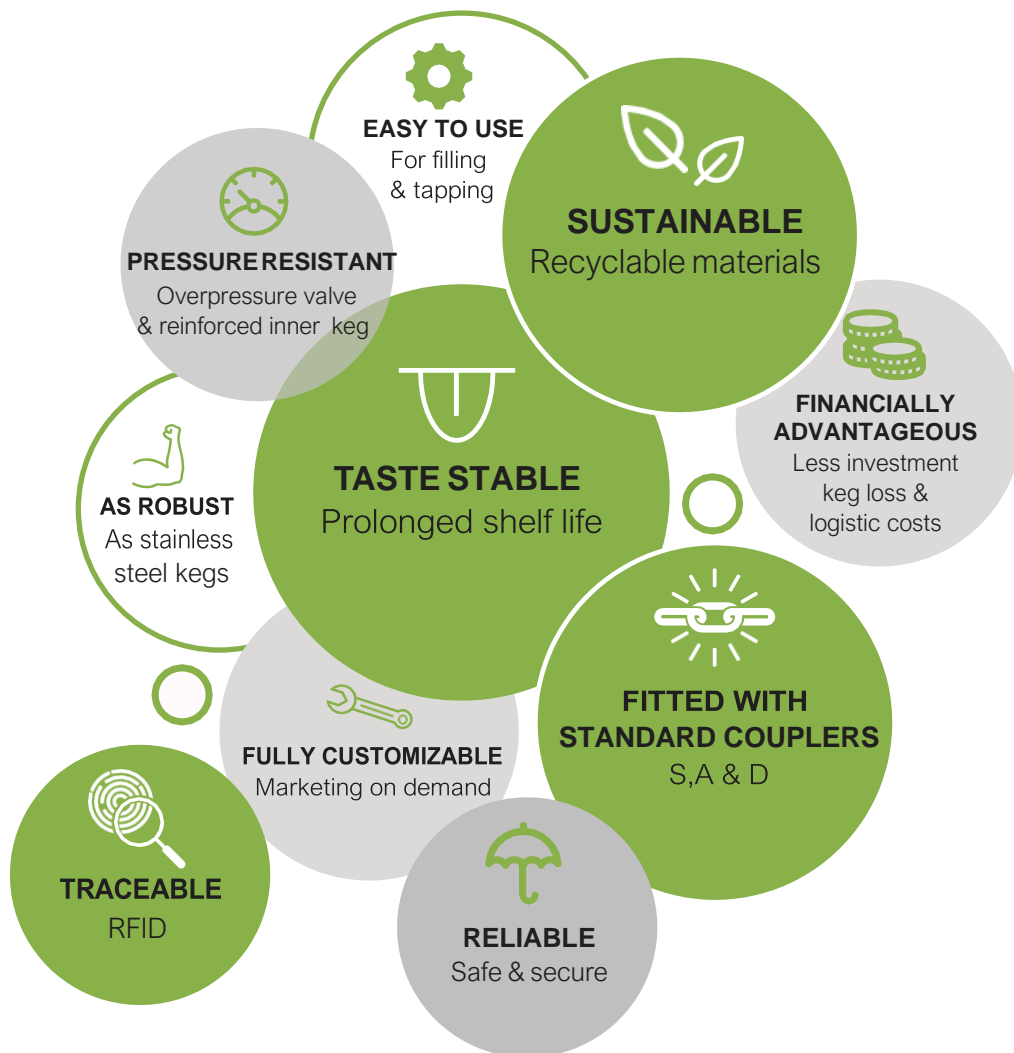 EASY TO USE
For filling
& tapping
SUSTAINABLE
Recyclable materials
PRESSURE RESISTANT
Overpressure valve
& reinforced inner keg
FINANCIALLY
ADVANTAGEOUS
Less investment
keg loss &
logistic costs
TASTE STABLE
Prolonged shelf life
AS ROBUST
As stainless
steel kegs
FITTED WITH
STANDARD COUPLERS
S,A & D
FULLY CUSTOMIZABLE
Marketing on demand
TRACEABLE
RFID
RELIABLE
Safe & secure